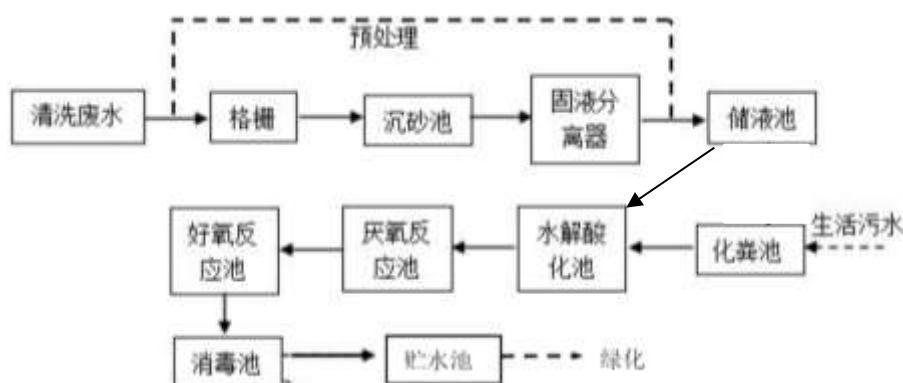 预处理
清洗废水
格栅
沉砂池
固液分
离器
储液池
好氧反
应池
厌氧反
应池
水解酸
化池
化粪池
生活污水
消毒池
贮水池
绿化